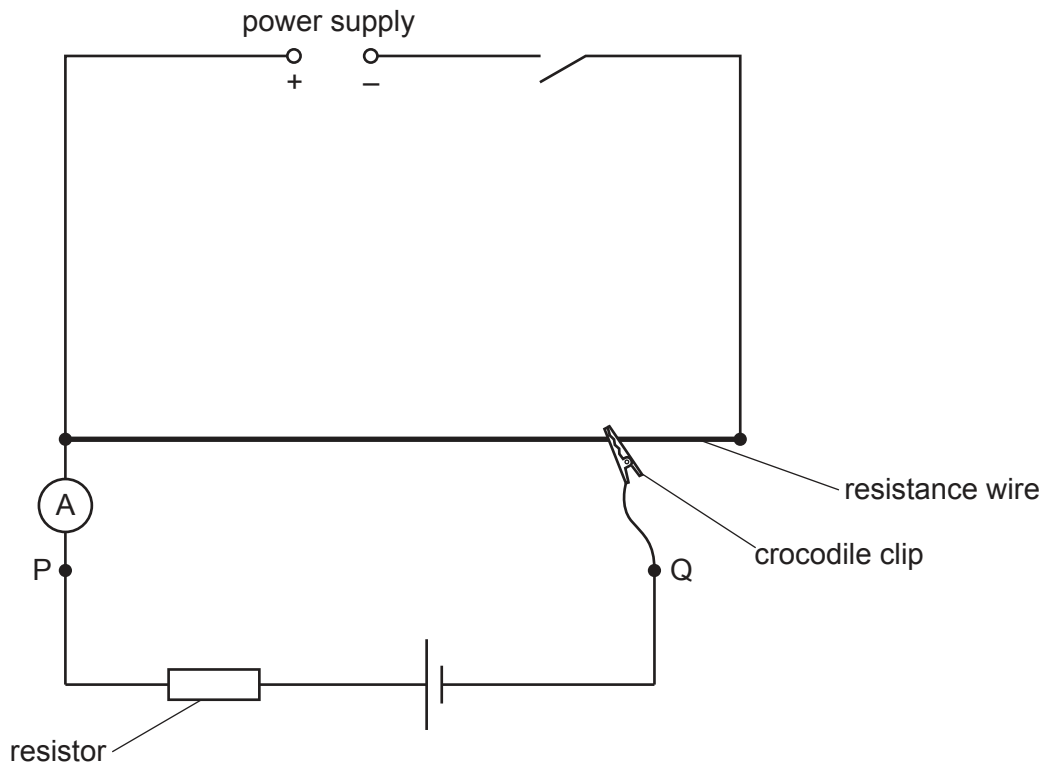 power supply
+ –
resistance wire
A
crocodile clip
P
Q
resistor